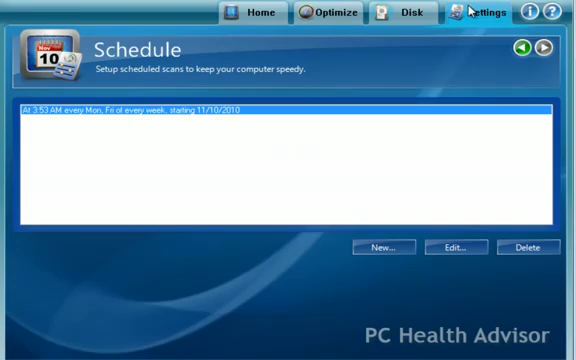 Home
Optimize
Disk
Settings
Nov
10
Schedule
Setup scheduled scans to keep your computer speedy.
At 3:53 AM every Mon, Fri of every week, starting 11/10/2010
New...
Edit...
Delete
PC Health Advisor